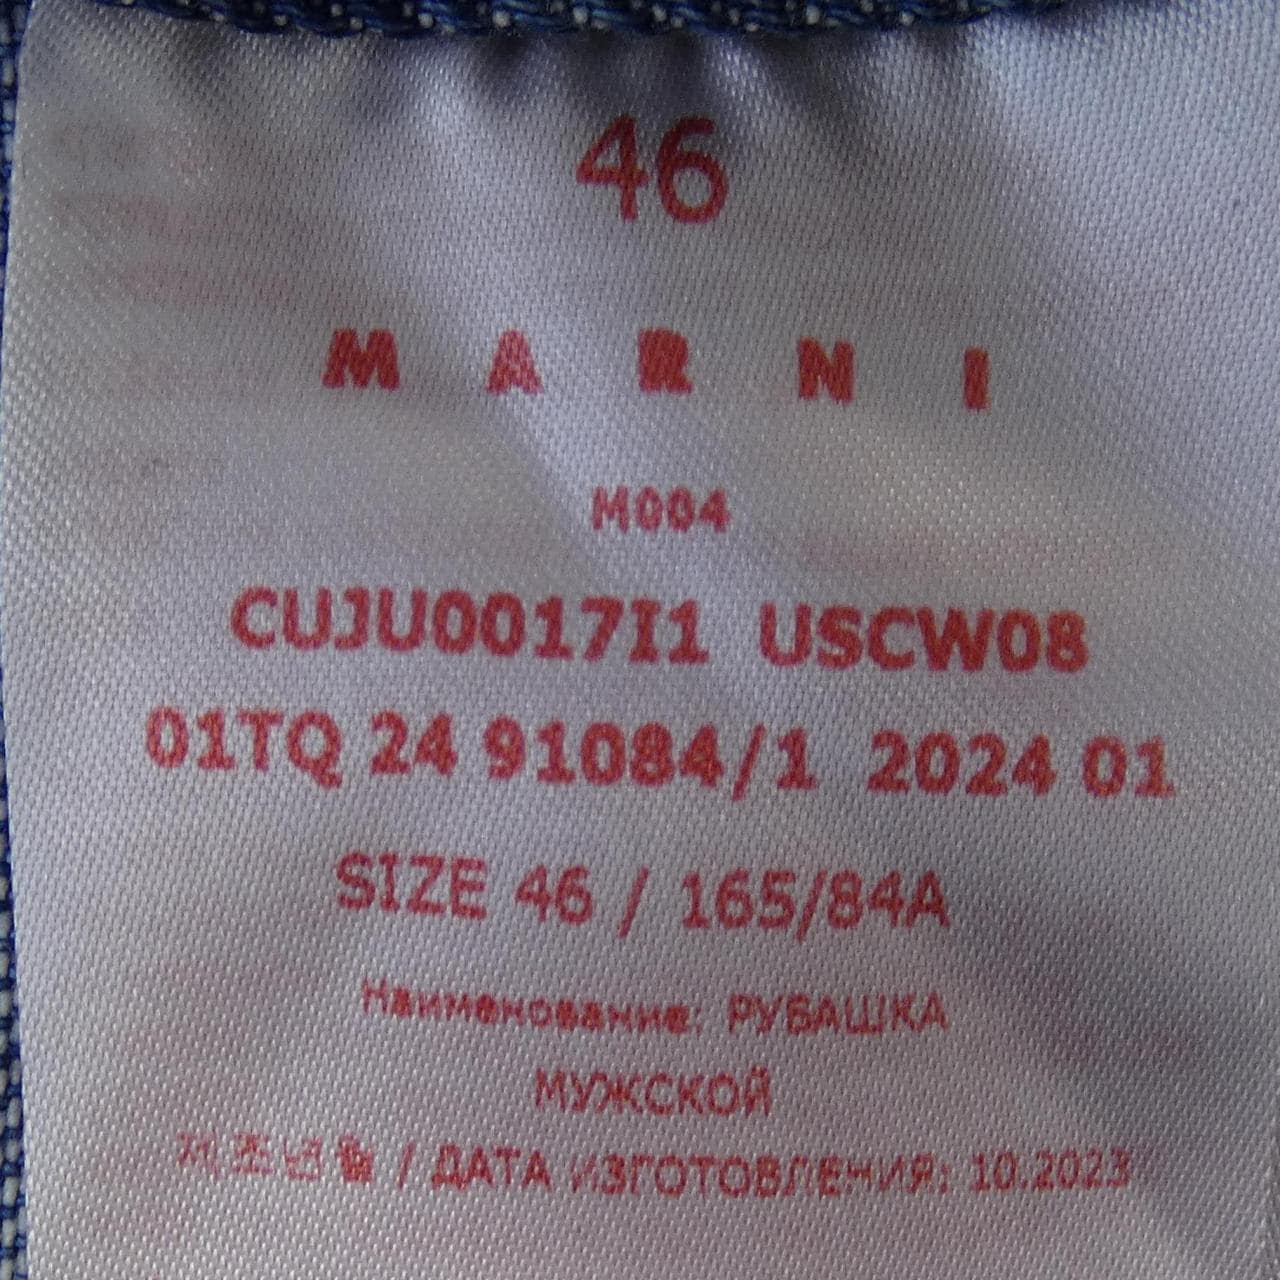 46
MARNI
M004
CUJU0017I1 USCW08
01TQ 24 91084/1 2024 01
SIZE 46 / 165/84A
Наименование: РУБАШКА
МУЖСКОЙ
제조년월 / ДАТА ИЗГОТОВЛЕНИЯ: 10.2023